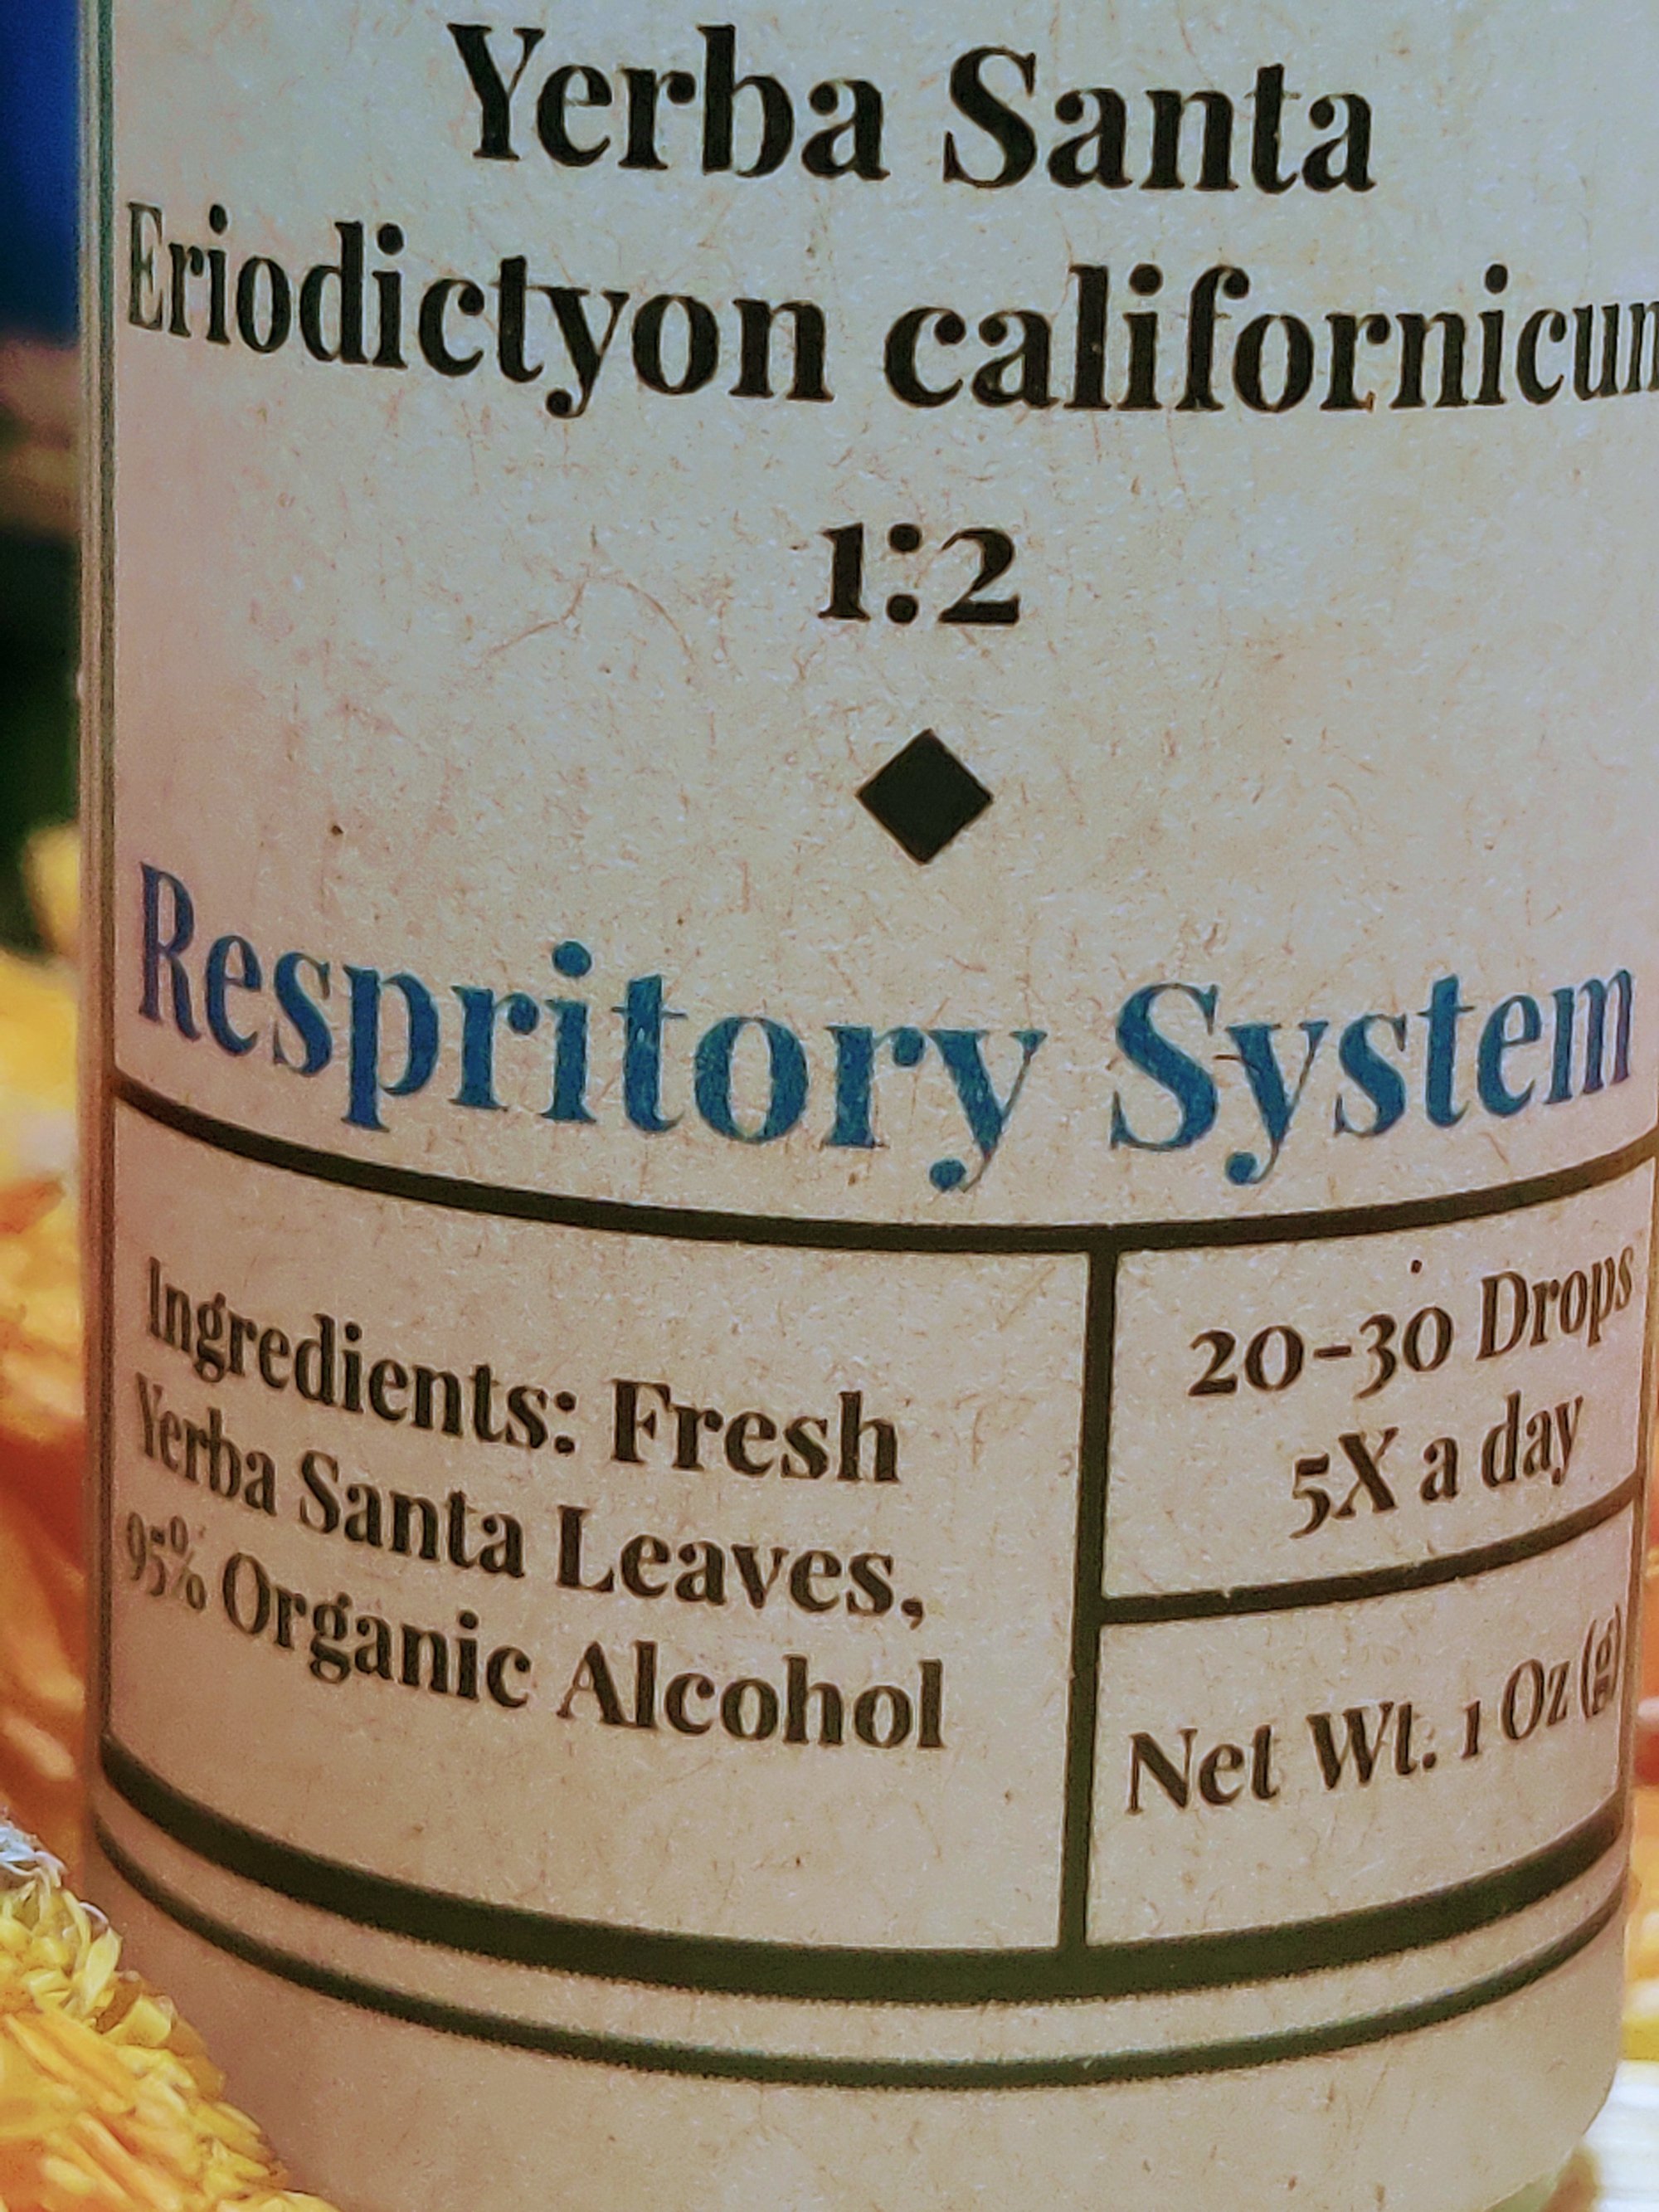 Yerba Santa
Eriodictyon californicum
1:2
Respritory System
Ingredients: Fresh
Yerba Santa Leaves,
95% Organic Alcohol
20-30 Drops
5X a day
Net Wt. 1 Oz (g)